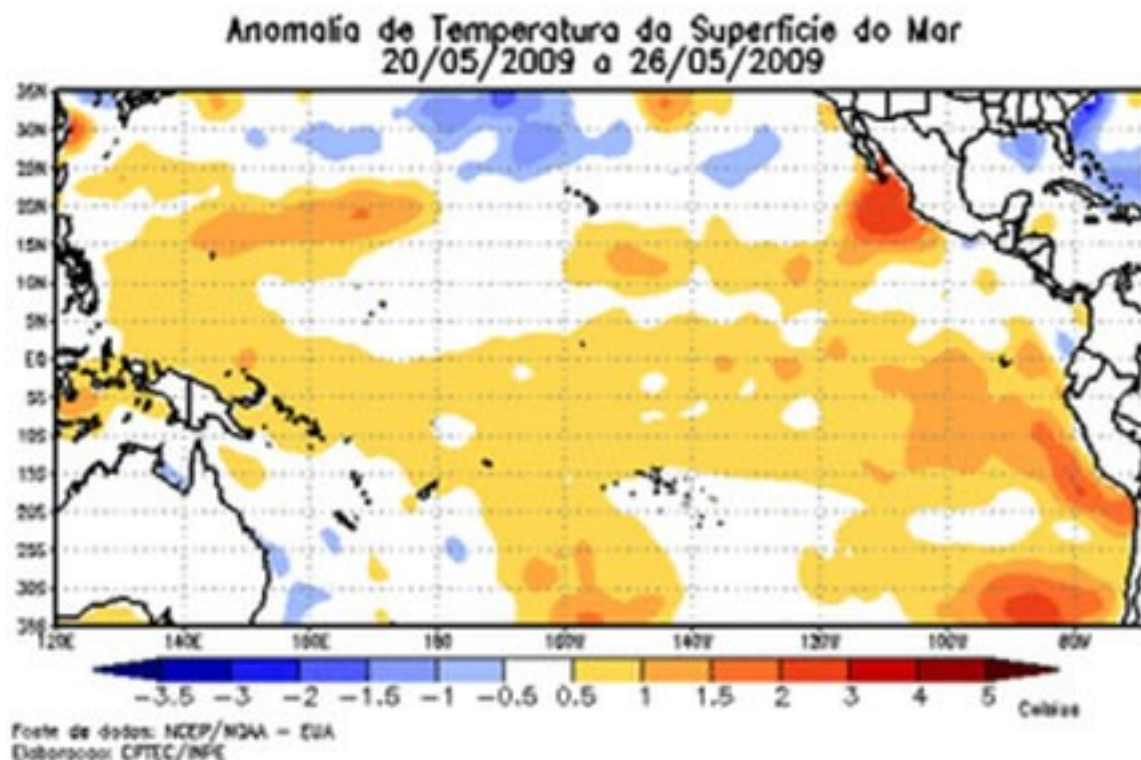 Anomalia de Temperatura da Superficie do Mar
20/05/2009 a 26/05/2009
35N
30N
25N
20N
15N
10N
5N
EQ
5S
10S
15S
20S
25S
30S
35S
120E 140E 160E 180 160W 140W 120W 100W 80W
-3.5 -3 -2 -1.5 -1 -0.5 0.5 1 1.5 2 3 4 5
Celsius
Fonte de dados: NCEP/NOAA - EUA
Elaboracao: CPTEC/INPE